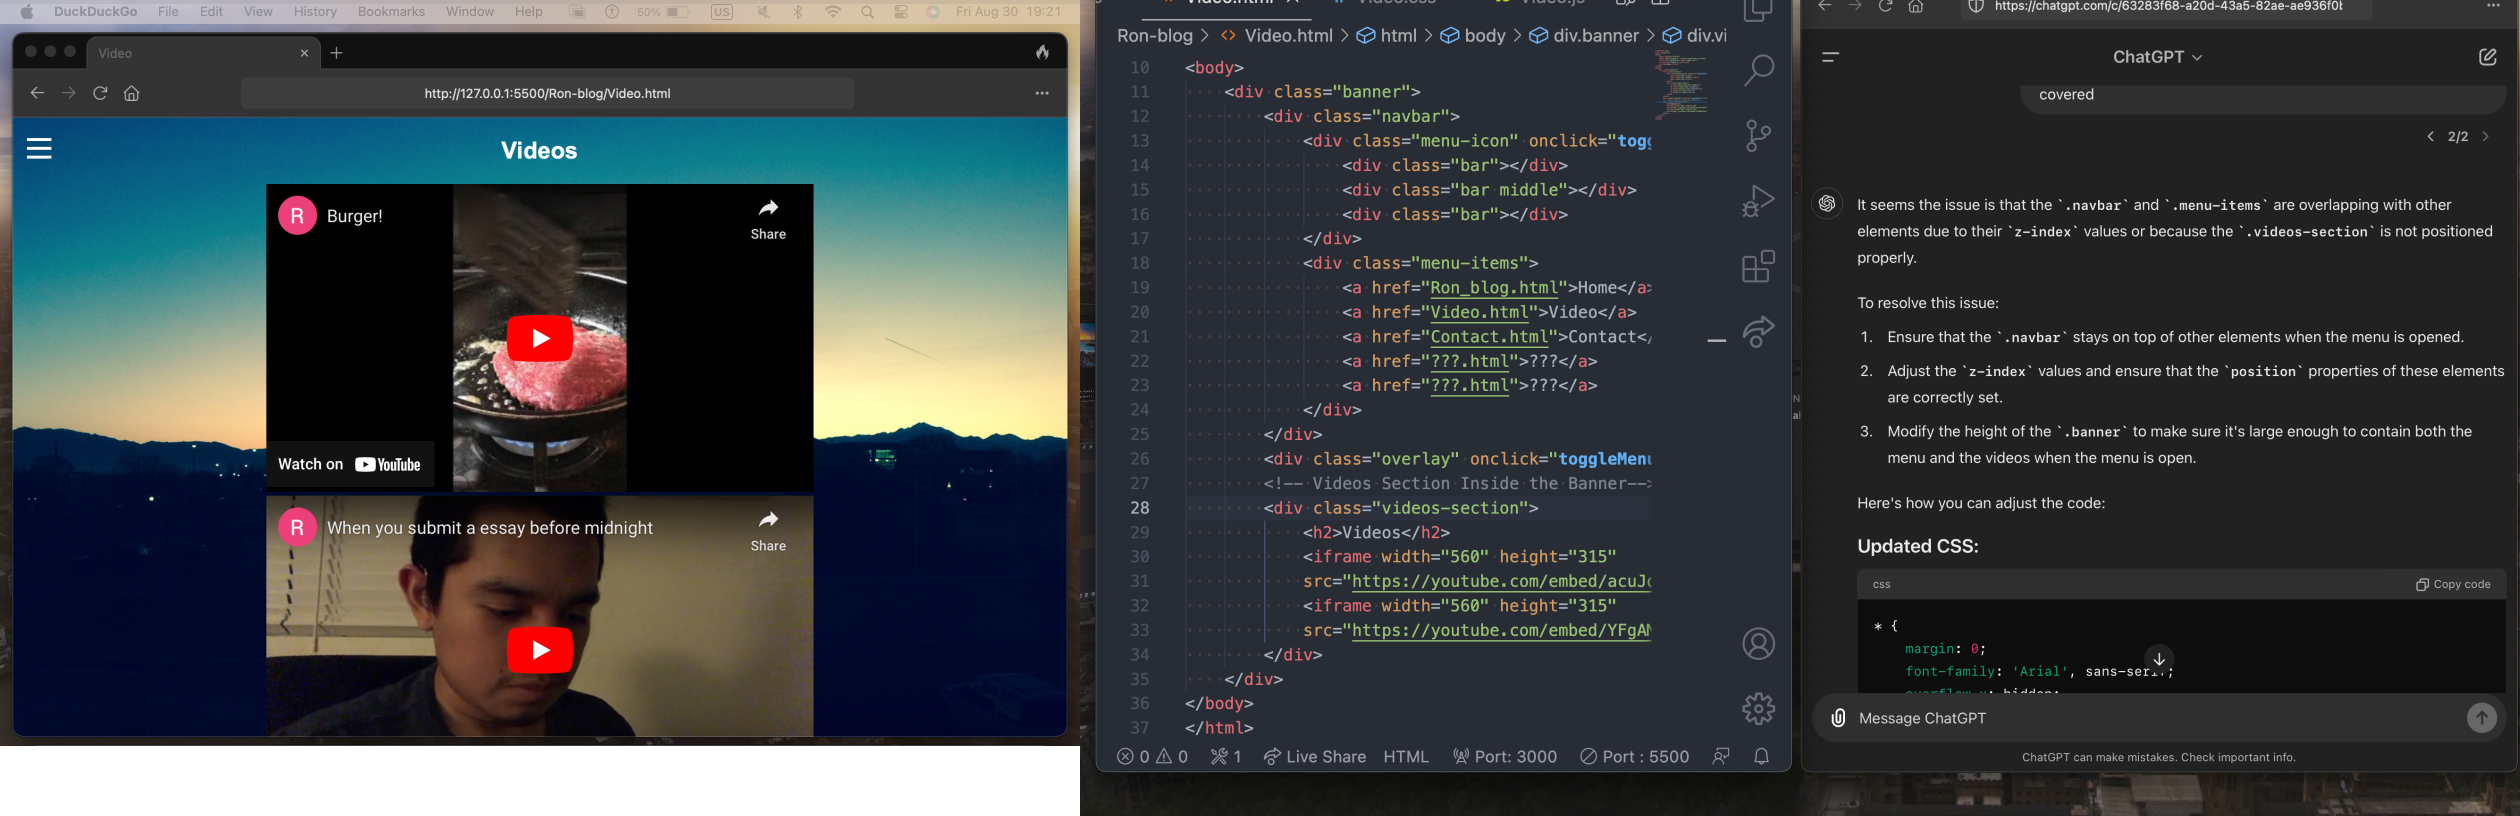 DuckDuckGo File Edit View History Bookmarks Window Help 50% US Fri Aug 30 19:21
Video
http://127.0.0.1:5500/Ron-blog/Video.html
Videos
R Burger!
Share
Watch on YouTube
R When you submit a essay before midnight
Share
Video.html Video.css Video.js
Ron-blog > Video.html > html > body > div.banner > div.vi
10 <body>
11 <div class="banner">
12 <div class="navbar">
13 <div class="menu-icon" onclick="togg
14 <div class="bar"></div>
15 <div class="bar middle"></div>
16 <div class="bar"></div>
17 </div>
18 <div class="menu-items">
19 <a href="Ron_blog.html">Home</a>
20 <a href="Video.html">Video</a>
21 <a href="Contact.html">Contact</
22 <a href="???.html">???</a>
23 <a href="???.html">???</a>
24 </div>
25 </div>
26 <div class="overlay" onclick="toggleMenu
27 <!-- Videos Section Inside the Banner-->
28 <div class="videos-section">
29 <h2>Videos</h2>
30 <iframe width="560" height="315"
31 src="https://youtube.com/embed/acuJc
32 <iframe width="560" height="315"
33 src="https://youtube.com/embed/YFgAN
34 </div>
35 </div>
36 </body>
37 </html>
0 0 1 Live Share HTML Port: 3000 Port : 5500
https://chatgpt.com/c/63283f68-a20d-43a5-82ae-ae936f0b
ChatGPT
covered
2/2
It seems the issue is that the `.navbar` and `.menu-items` are overlapping with other
elements due to their `z-index` values or because the `.videos-section` is not positioned
properly.
To resolve this issue:
1. Ensure that the `.navbar` stays on top of other elements when the menu is opened.
2. Adjust the `z-index` values and ensure that the `position` properties of these elements
are correctly set.
3. Modify the height of the `.banner` to make sure it's large enough to contain both the
menu and the videos when the menu is open.
Here's how you can adjust the code:
Updated CSS:
css Copy code
* {
margin: 0;
font-family: 'Arial', sans-serif;
overflow-x: hidden;
Message ChatGPT
ChatGPT can make mistakes. Check important info.